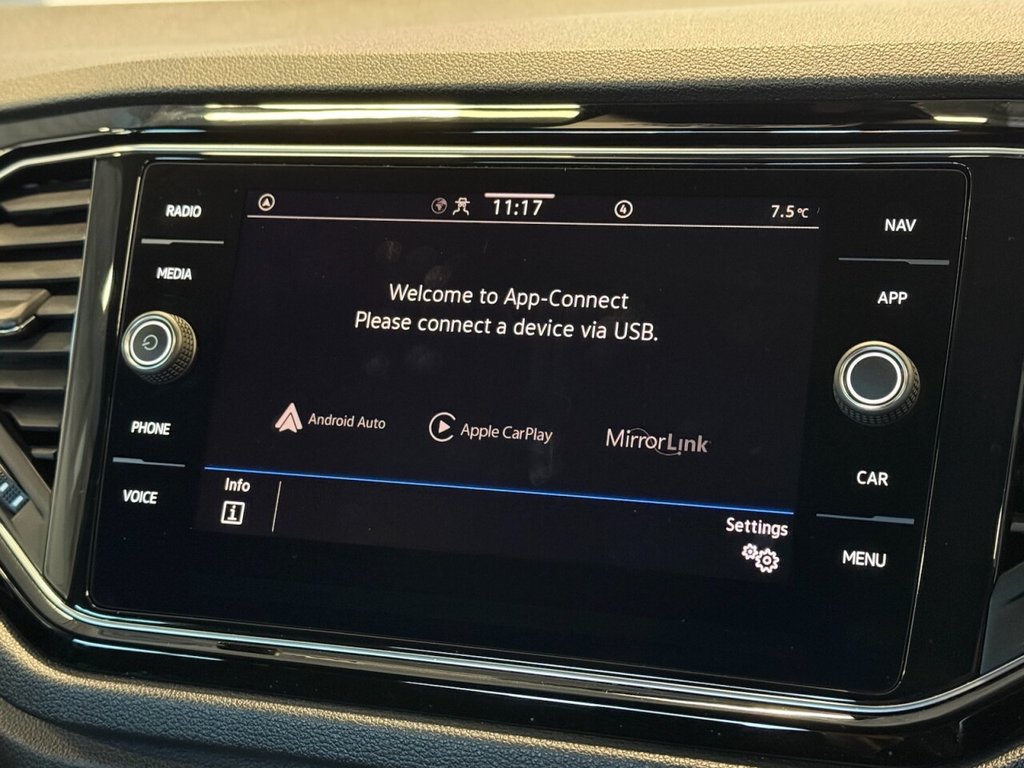 RADIO
MEDIA
PHONE
VOICE
11:17
4
7.5°C
Welcome to App-Connect
Please connect a device via USB.
Android Auto
Apple CarPlay
MirrorLink
Info
i
Settings
NAV
APP
CAR
MENU